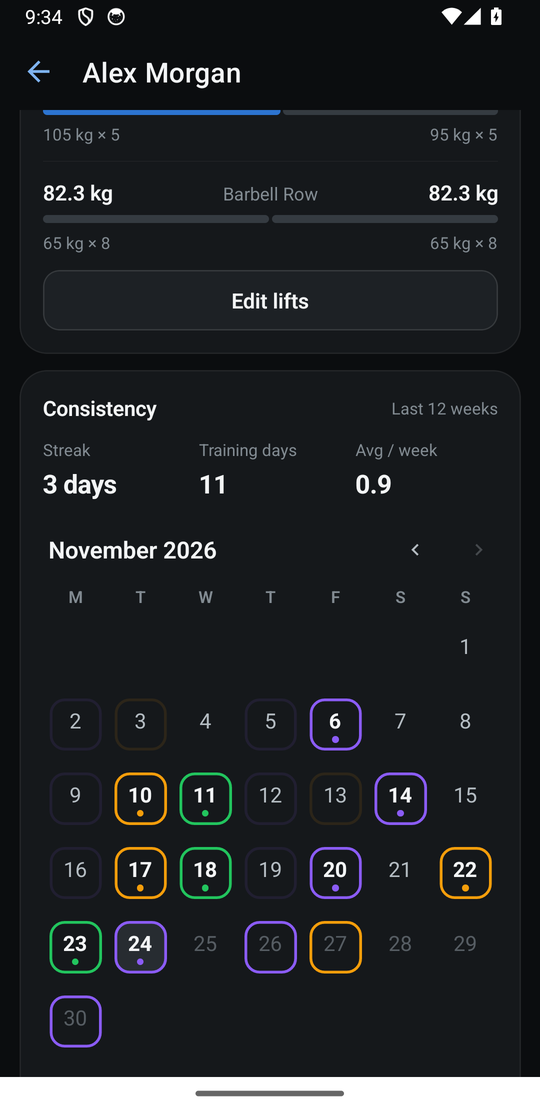 9:34
Alex Morgan
105 kg × 5 95 kg × 5
82.3 kg Barbell Row 82.3 kg
65 kg × 8 65 kg × 8
Edit lifts
Consistency Last 12 weeks
Streak Training days Avg / week
3 days 11 0.9
November 2026
M T W T F S S
1
2 3 4 5 6 7 8
9 10 11 12 13 14 15
16 17 18 19 20 21 22
23 24 25 26 27 28 29
30